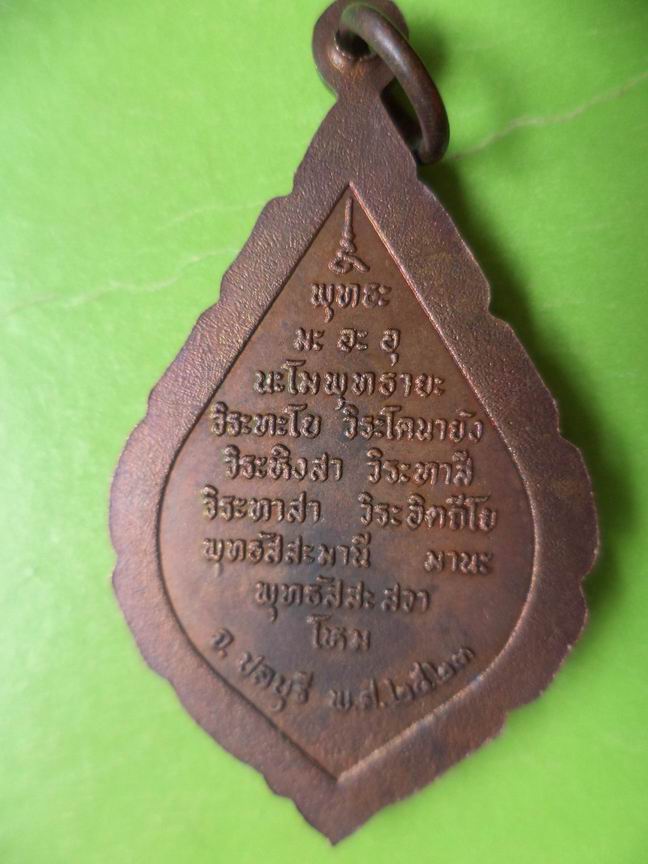 พุทธะ
มะ อะ อุ
นะโมพุทธายะ
วิระทะโย วิระโคนายัง
วิระหิงสา วิระทาสี
วิระทาสา วิระอิตถิโย
พุทธัสสะมานี มานะ
พุทธัสสะ สวา
โหม
จ. ชลบุรี พ.ศ. ๒๕๒๓